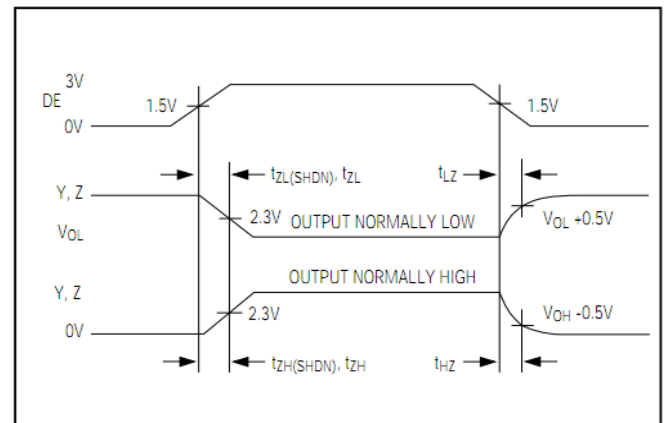 3V
DE
1.5V
1.5V
0V
tZL(SHDN), tZL
tLZ
Y, Z
2.3V
OUTPUT NORMALLY LOW
VOL +0.5V
VOL
OUTPUT NORMALLY HIGH
Y, Z
2.3V
VOH -0.5V
0V
tZH(SHDN), tZH
tHZ